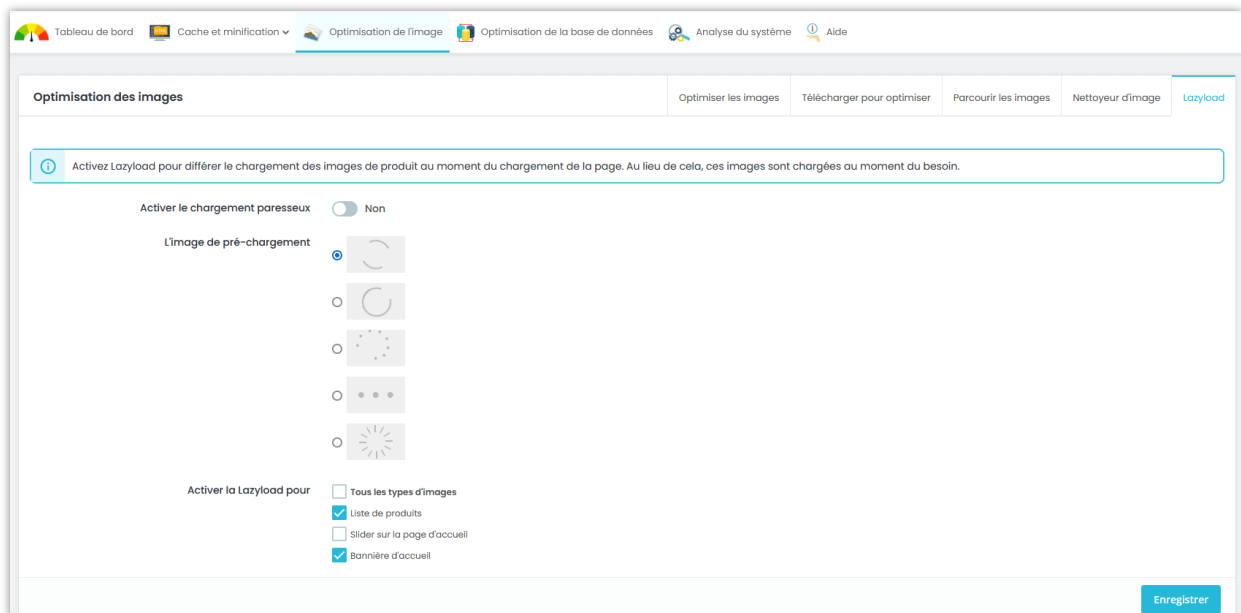 Tableau de bord Cache et minification Optimisation de l'image Optimisation de la base de données Analyse du système Aide
Optimisation des images Optimiser les images Télécharger pour optimiser Parcourir les images Nettoyeur d'image Lazyload
Activez Lazyload pour différer le chargement des images de produit au moment du chargement de la page. Au lieu de cela, ces images sont chargées au moment du besoin.
Activer le chargement paresseux Non
L'image de pré-chargement
Activer la Lazyload pour Tous les types d'images
Liste de produits
Slider sur la page d'accueil
Bannière d'accueil
Enregistrer